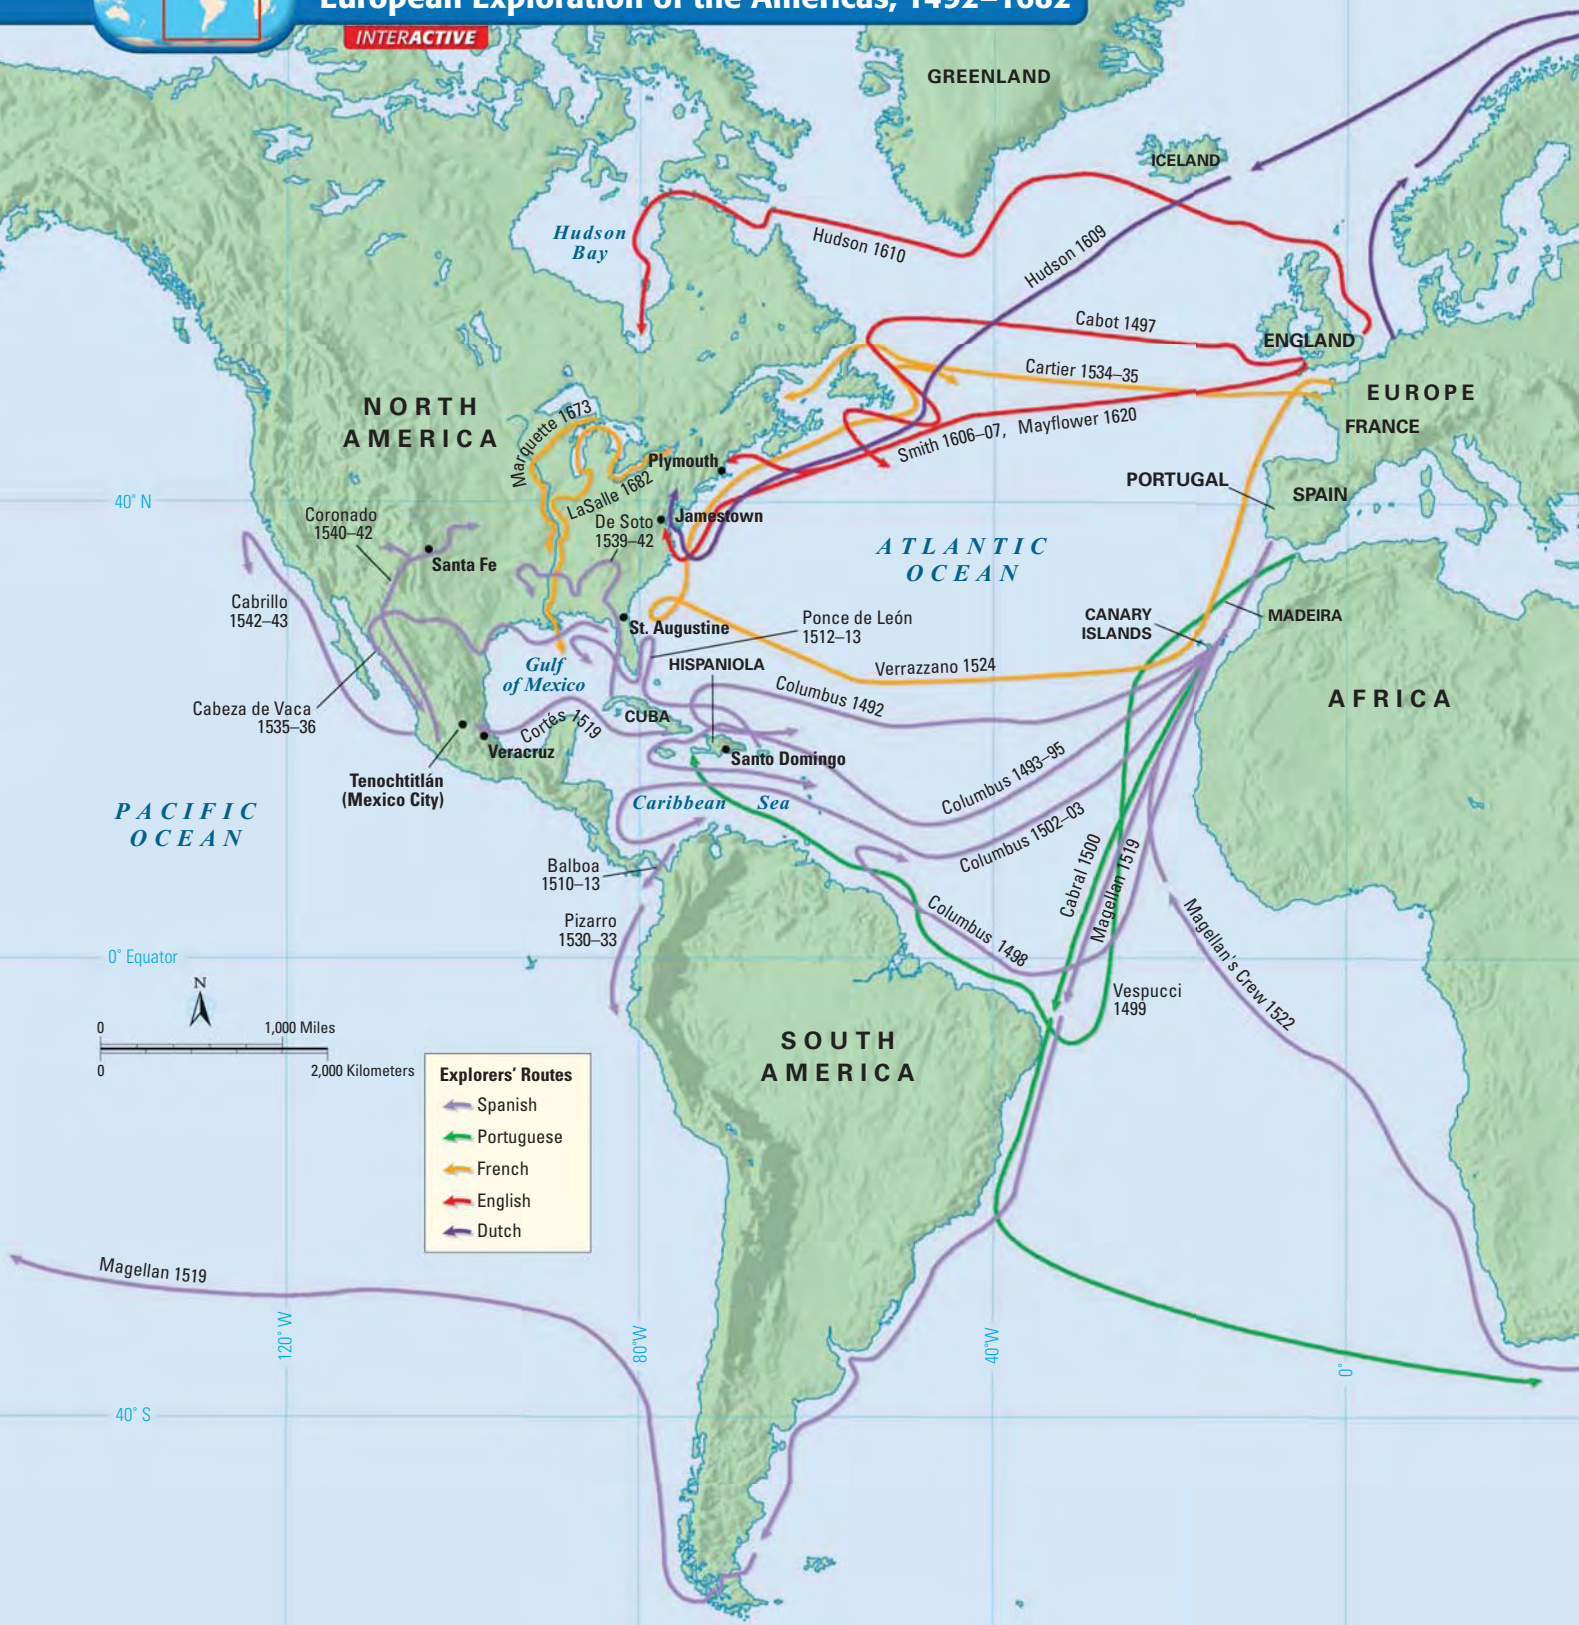 European Exploration of the Americas, 1492–1682
INTERACTIVE
GREENLAND
ICELAND
Hudson
Bay
Hudson 1610
Hudson 1609
Cabot 1497
ENGLAND
Cartier 1534–35
EUROPE
FRANCE
NORTH
AMERICA
Marquette 1673
Smith 1606–07, Mayflower 1620
Plymouth
LaSalle 1682
PORTUGAL
SPAIN
40° N
Coronado
1540–42
De Soto
1539–42
Jamestown
ATLANTIC
OCEAN
Santa Fe
Cabrillo
1542–43
St. Augustine
Ponce de León
1512–13
CANARY
ISLANDS
MADEIRA
Gulf
of Mexico
HISPANIOLA
Verrazzano 1524
Columbus 1492
AFRICA
Cabeza de Vaca
1535–36
CUBA
Cortés 1519
Veracruz
Santo Domingo
Tenochtitlán
(Mexico City)
Columbus 1493–95
PACIFIC
OCEAN
Caribbean Sea
Columbus 1502–03
Balboa
1510–13
Cabral 1500
Magellan 1519
Pizarro
1530–33
Columbus 1498
Magellan's Crew 1522
0° Equator
Vespucci
1499
N
0 1,000 Miles
0 2,000 Kilometers
SOUTH
AMERICA
Explorers' Routes
Spanish
Portuguese
French
English
Dutch
Magellan 1519
120° W
80°W
40°W
0°
40° S